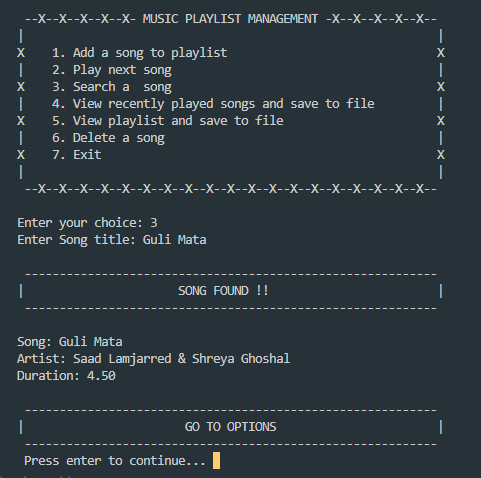 --X--X--X--X--X- MUSIC PLAYLIST MANAGEMENT -X--X--X--X--X--
|                                                           |
X    1. Add a song to playlist                              X
|    2. Play next song                                      |
X    3. Search a  song                                      X
|    4. View recently played songs and save to file         |
X    5. View playlist and save to file                      X
|    6. Delete a song                                       |
X    7. Exit                                                X
|                                                           |
--X--X--X--X--X--X--X--X--X--X--X--X--X--X--X--X--X--X--X--
Enter your choice: 3
Enter Song title: Guli Mata
-----------------------------------------------------------
|                      SONG FOUND !!                        |
-----------------------------------------------------------
Song: Guli Mata
Artist: Saad Lamjarred & Shreya Ghoshal
Duration: 4.50
-----------------------------------------------------------
|                       GO TO OPTIONS                       |
-----------------------------------------------------------
Press enter to continue...